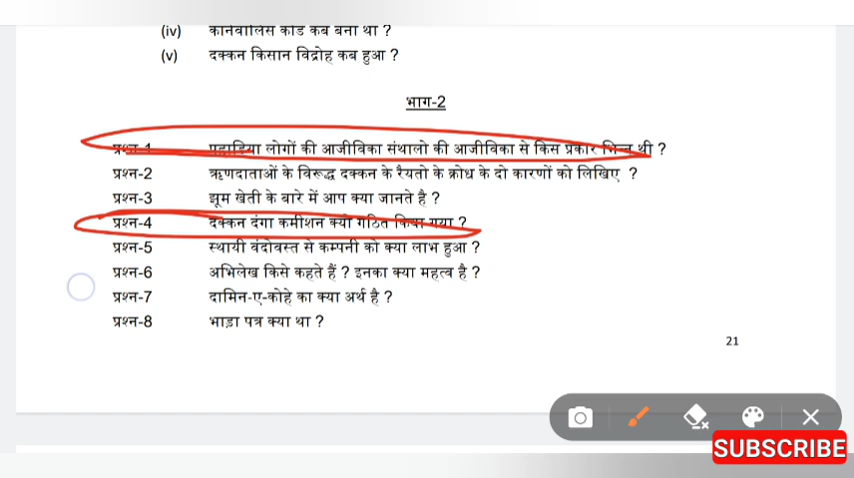 (iv) कार्नवालिस कोड कब बना था ?
(v) दक्कन किसान विद्रोह कब हुआ ?
भाग-2
प्रश्न-1 पहाड़िया लोगों की आजीविका संथालो की आजीविका से किस प्रकार भिन्न थी ?
प्रश्न-2 ऋणदाताओं के विरूद्ध दक्कन के रैयतो के क्रोध के दो कारणों को लिखिए ?
प्रश्न-3 झूम खेती के बारे में आप क्या जानते है ?
प्रश्न-4 दक्कन दंगा कमीशन क्यो गठित किया गया ?
प्रश्न-5 स्थायी बंदोवस्त से कम्पनी को क्या लाभ हुआ ?
प्रश्न-6 अभिलेख किसे कहते हैं ? इनका क्या महत्व है ?
प्रश्न-7 दामिन-ए-कोहे का क्या अर्थ है ?
प्रश्न-8 भाड़ा पत्र क्या था ?
21
SUBSCRIBE